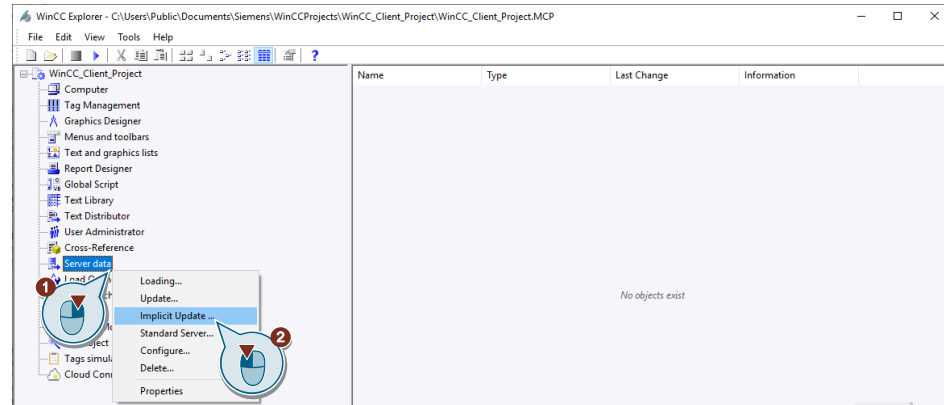 WinCC Explorer - C:\Users\Public\Documents\Siemens\WinCCProjects\WinCC_Client_Project\WinCC_Client_Project.MCP
File Edit View Tools Help
Name Type Last Change Information
WinCC_Client_Project
Computer
Tag Management
Graphics Designer
Menus and toolbars
Text and graphics lists
Report Designer
Global Script
Text Library
Text Distributor
User Administrator
Cross-Reference
Server data
Load
1
Loading...
Update...
Implicit Update ...
Standard Server...
2
Configure...
Tags simul
Delete...
Cloud Con
Properties
No objects exist